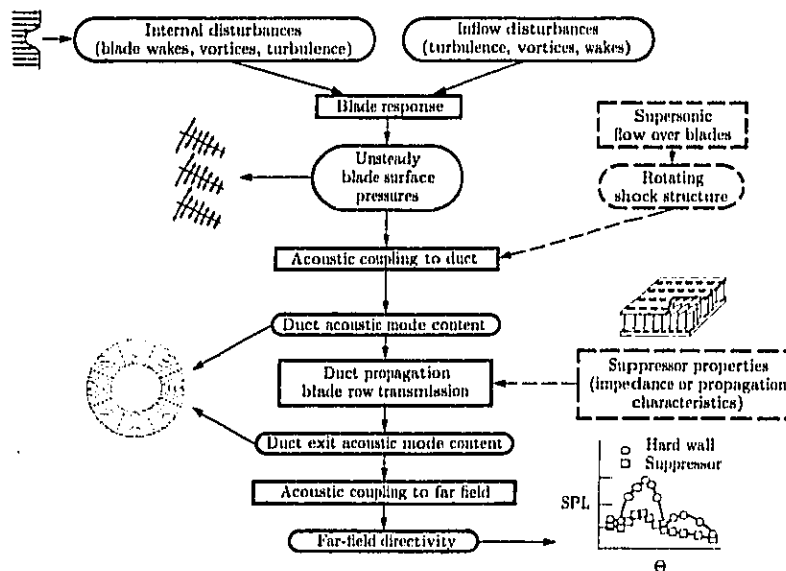 Internal disturbances
(blade wakes, vortices, turbulence)
Inflow disturbances
(turbulence, vortices, wakes)
Blade response
Supersonic
flow over blades
Unsteady
blade surface
pressures
Rotating
shock structure
Acoustic coupling to duct
Duct acoustic mode content
Duct propagation
blade row transmission
Suppressor properties
(impedance or propagation
characteristics)
Duct exit acoustic mode content
Hard wall
Suppressor
Acoustic coupling to far field
SPL
Far-field directivity
Θ